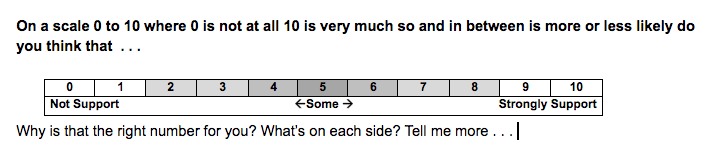 On a scale 0 to 10 where 0 is not at all 10 is very much so and in between is more or less likely do
you think that . . .
0 1 2 3 4 5 6 7 8 9 10
Not Support ←Some → Strongly Support
Why is that the right number for you? What's on each side? Tell me more . . .